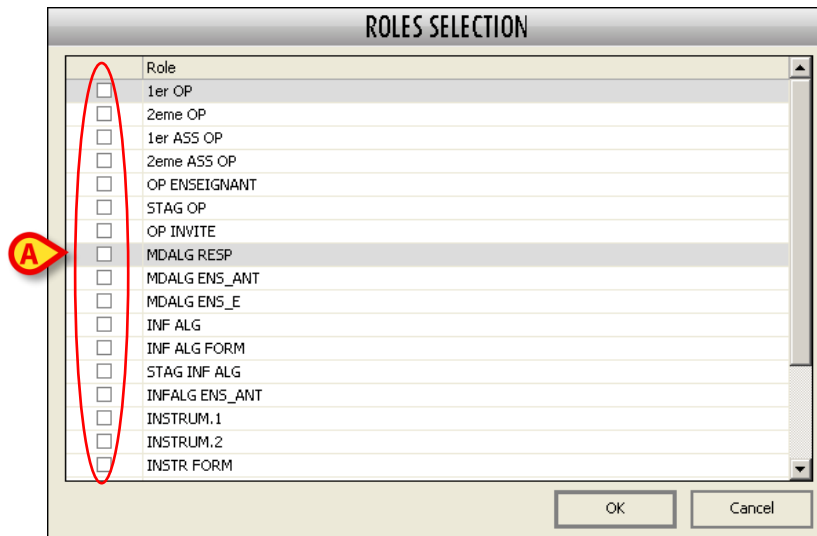 ROLES SELECTION
Role
1er OP
2eme OP
1er ASS OP
2eme ASS OP
OP ENSEIGNANT
STAG OP
OP INVITE
A
MDALG RESP
MDALG ENS_ANT
MDALG ENS_E
INF ALG
INF ALG FORM
STAG INF ALG
INFALG ENS_ANT
INSTRUM.1
INSTRUM.2
INSTR FORM
OK Cancel